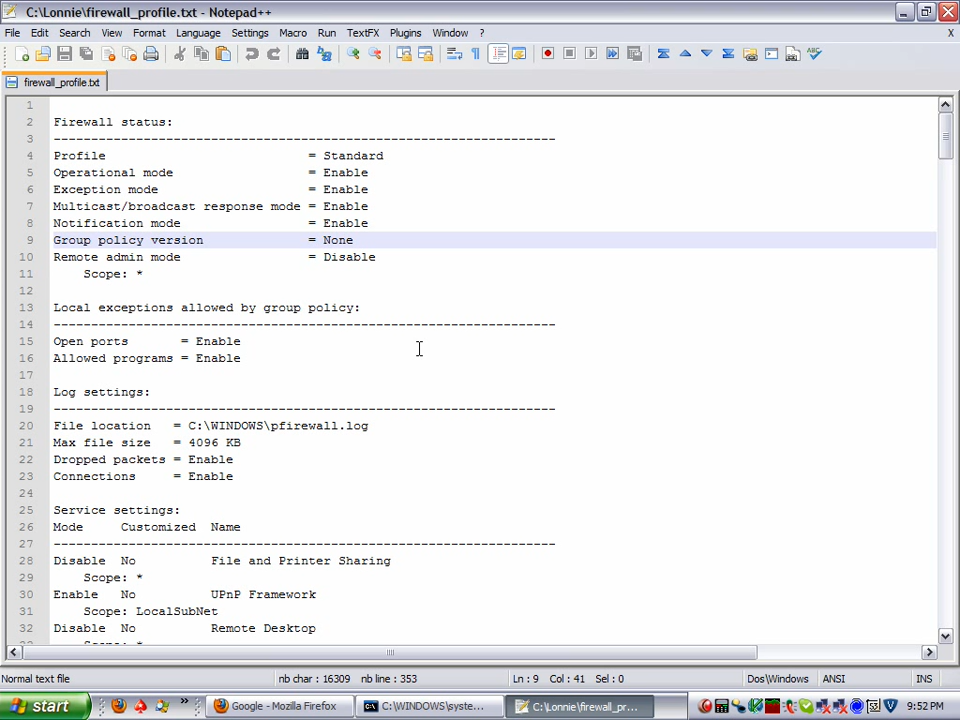 C:\Lonnie\firewall_profile.txt - Notepad++
File Edit Search View Format Language Settings Macro Run TextFX Plugins Window ? X
firewall_profile.txt
1
2 Firewall status:
3 -------------------------------------------------------------------
4 Profile = Standard
5 Operational mode = Enable
6 Exception mode = Enable
7 Multicast/broadcast response mode = Enable
8 Notification mode = Enable
9 Group policy version = None
10 Remote admin mode = Disable
11 Scope: *
12
13 Local exceptions allowed by group policy:
14 -------------------------------------------------------------------
15 Open ports = Enable
16 Allowed programs = Enable
17
18 Log settings:
19 -------------------------------------------------------------------
20 File location = C:\WINDOWS\pfirewall.log
21 Max file size = 4096 KB
22 Dropped packets = Enable
23 Connections = Enable
24
25 Service settings:
26 Mode Customized Name
27 -------------------------------------------------------------------
28 Disable No File and Printer Sharing
29 Scope: *
30 Enable No UPnP Framework
31 Scope: LocalSubNet
32 Disable No Remote Desktop
Normal text file nb char : 16309 nb line : 353 Ln : 9 Col : 41 Sel : 0 Dos\Windows ANSI INS
start » Google - Mozilla Firefox C:\WINDOWS\syste... C:\Lonnie\firewall_pr... 9:52 PM